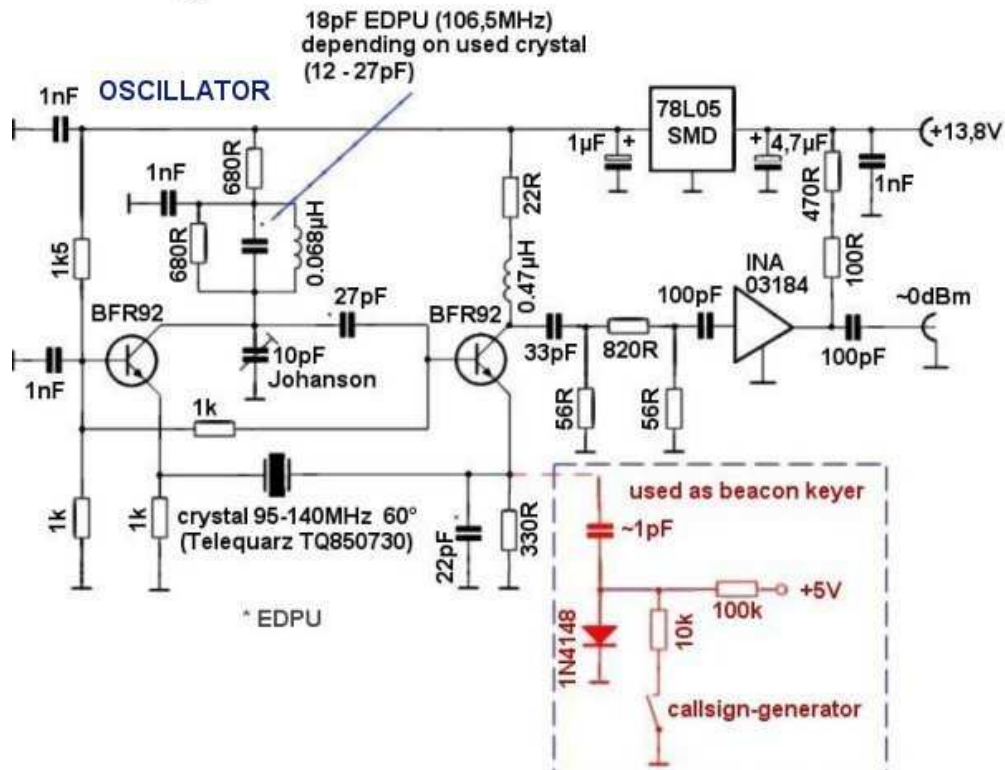 18pF EDPU (106,5MHz)
depending on used crystal
(12 - 27pF)
OSCILLATOR
1nF
78L05
SMD
+13,8V
1µF
+
+
4,7µF
1nF
680R
1nF
22R
470R
1k5
680R
0.068µH
0.47µH
100R
INA
03184
BFR92
27pF
BFR92
100pF
~0dBm
1nF
10pF
Johanson
33pF
820R
100pF
1k
56R
56R
used as beacon keyer
1k
1k
crystal 95-140MHz 60°
(Telequarz TQ850730)
22pF
330R
~1pF
+5V
100k
* EDPU
1N4148
10k
callsign-generator